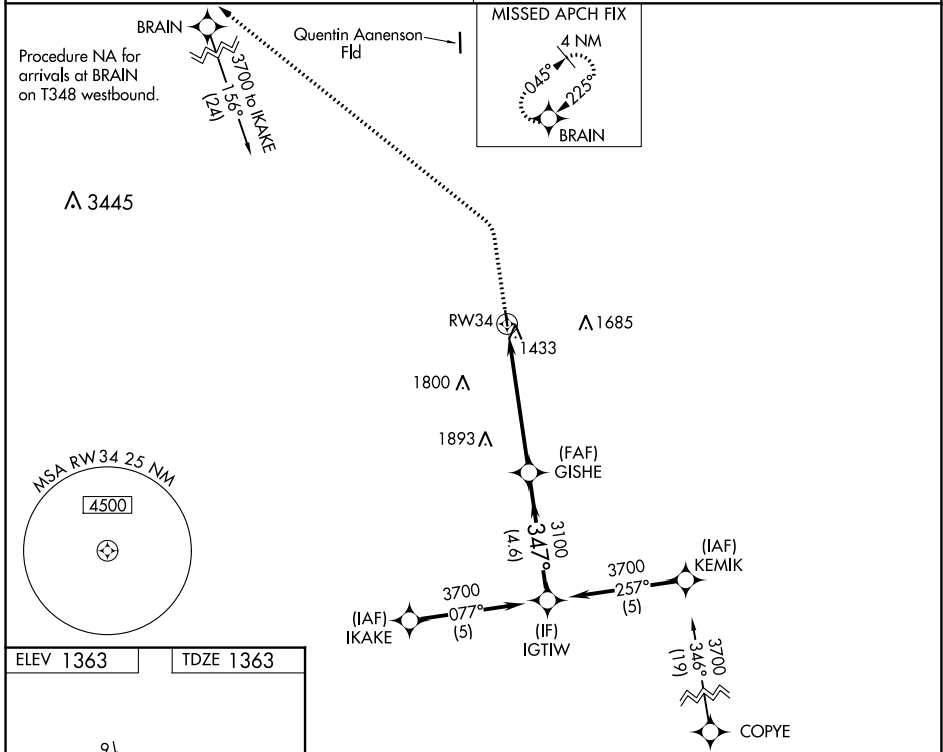 BRAIN
Procedure NA for
arrivals at BRAIN
on T348 westbound.
3700 to IKAKE
156°
(24)
Quentin Aanenson
Fld
MISSED APCH FIX
4 NM
045°
225°
BRAIN
3445
RW34
1433
1685
1800
1893
(FAF)
GISHE
MSA RW34 25 NM
4500
3100
347°
(4.6)
(IAF)
KEMIK
3700
257°
(5)
3700
077°
(5)
(IAF)
IKAKE
(IF)
IGTIW
3700
346°
(19)
COPYE
ELEV 1363
TDZE 1363